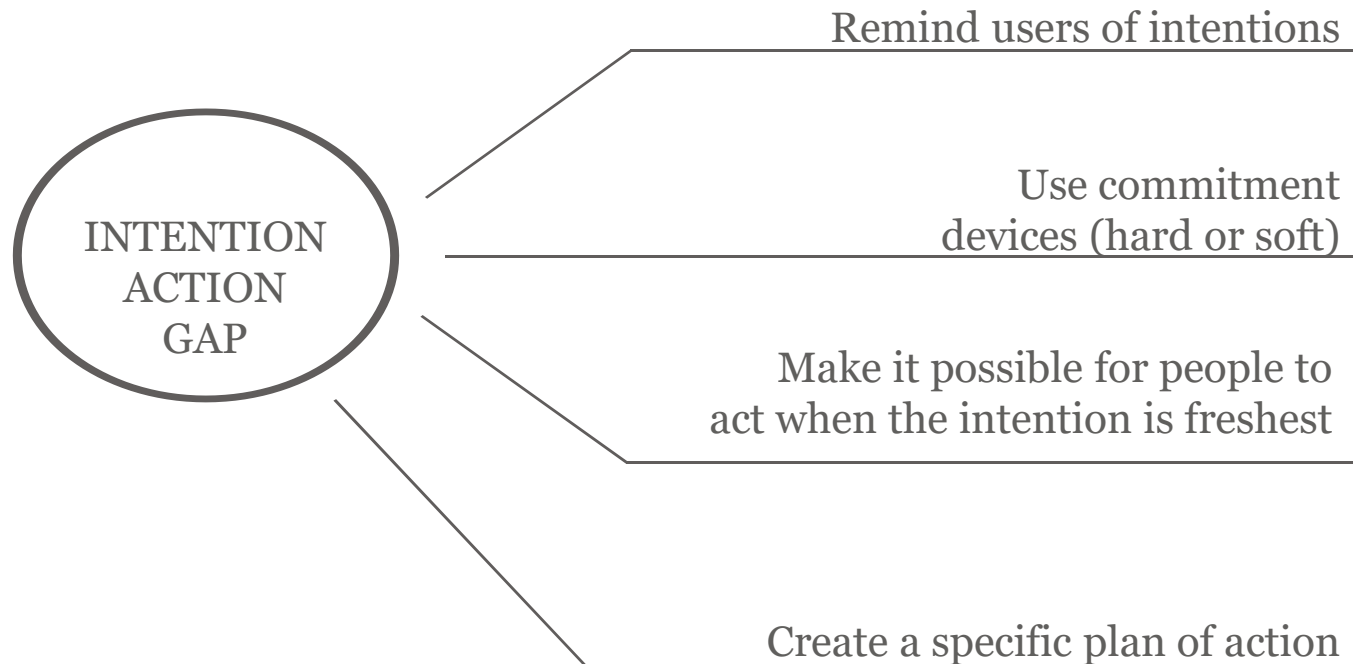 INTENTION
ACTION
GAP
Remind users of intentions
Use commitment
devices (hard or soft)
Make it possible for people to
act when the intention is freshest
Create a specific plan of action